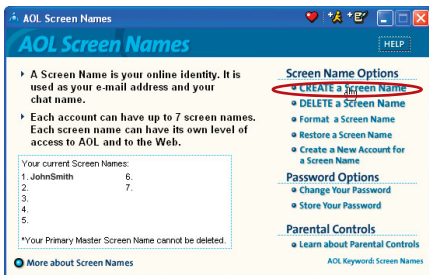 AOL Screen Names
AOL Screen Names
HELP
A Screen Name is your online identity. It is
used as your e-mail address and your
chat name.
Each account can have up to 7 screen names.
Each screen name can have its own level of
access to AOL and to the Web.
Your current Screen Names:
1. JohnSmith 6.
2. 7.
3.
4.
5.
*Your Primary Master Screen Name cannot be deleted.
More about Screen Names
Screen Name Options
CREATE a Screen Name
DELETE a Screen Name
Format a Screen Name
Restore a Screen Name
Create a New Account for
a Screen Name
Password Options
Change Your Password
Store Your Password
Parental Controls
Learn about Parental Controls
AOL Keyword: Screen Names